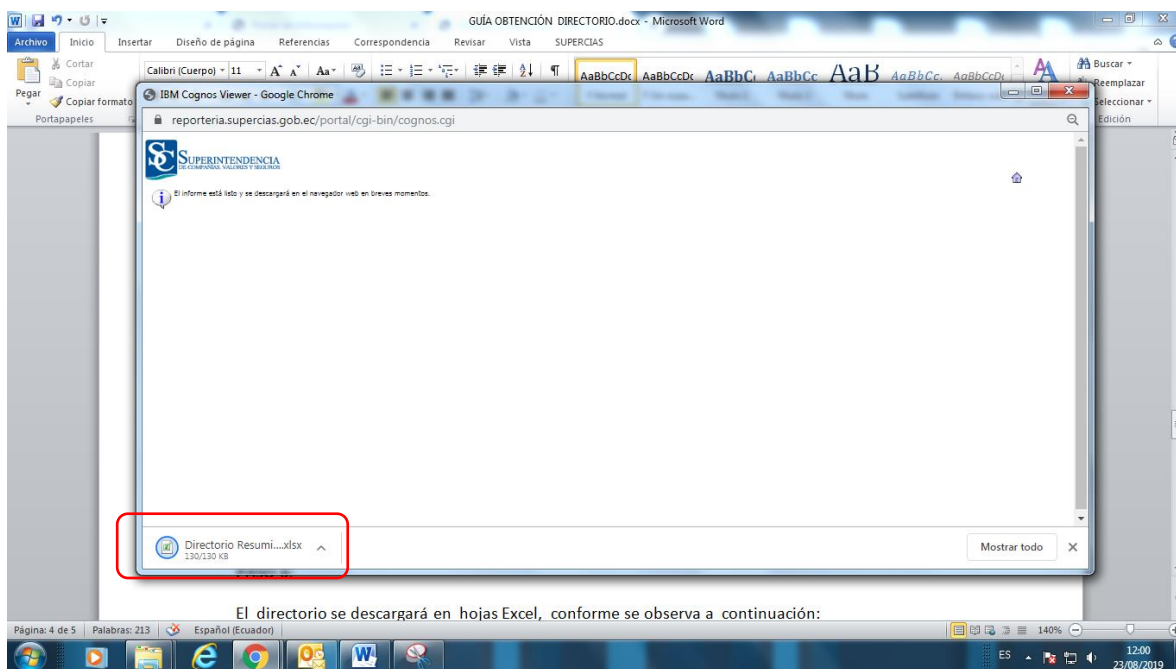 GUÍA OBTENCIÓN DIRECTORIO.docx - Microsoft Word
Archivo Inicio Insertar Diseño de página Referencias Correspondencia Revisar Vista SUPERCIAS
Cortar
Copiar
Copiar formato
Pegar
Portapapeles
Calibri (Cuerpo) 11
AaBbCcDc AaBbCcDc AaBbC AaBbCc AaB AaBbCc. AaBbCcDi
Buscar
Reemplazar
Seleccionar
Edición
IBM Cognos Viewer - Google Chrome
reporteria.supercias.gob.ec/portal/cgi-bin/cognos.cgi
SC SUPERINTENDENCIA
DE COMPAÑÍAS, VALORES Y SEGUROS
El informe está listo y se descargará en el navegador web en breves momentos.
Directorio Resumi....xlsx
130/130 KB
Mostrar todo
El directorio se descargará en hojas Excel, conforme se observa a continuación:
Página: 4 de 5 Palabras: 213 Español (Ecuador) 140%
ES 12:00
23/08/2019